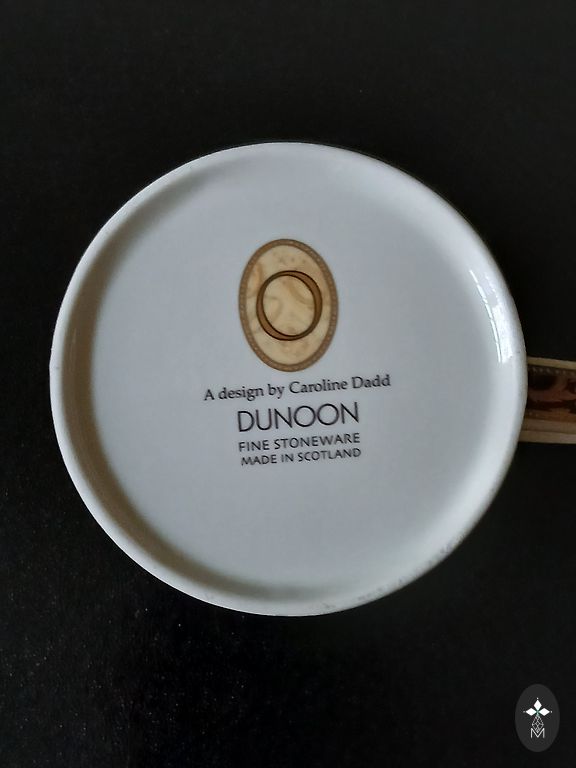 O
A design by Caroline Dadd
DUNOON
FINE STONEWARE
MADE IN SCOTLAND
M